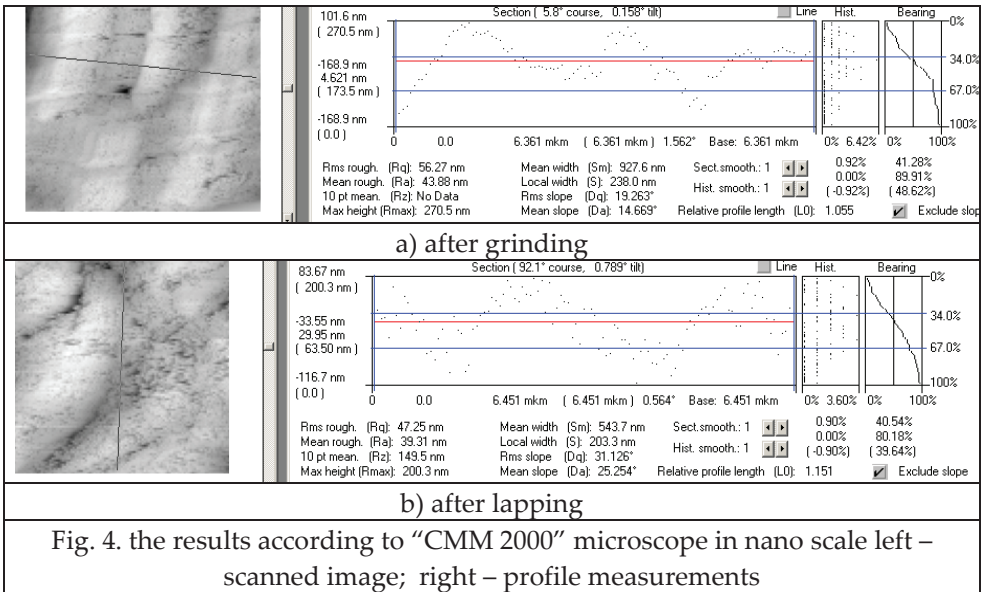 101.6 nm
( 270.5 nm )
-168.9 nm
4.621 nm
( 173.5 nm )
-168.9 nm
( 0.0 )
Section ( 5.8° course, 0.158° tilt)
Line
Hist.
Bearing
0%
34.0%
67.0%
100%
0 0.0 6.361 mkm ( 6.361 mkm ) 1.562° Base: 6.361 mkm 0% 6.42% 0% 100%
Rms rough. (Rq): 56.27 nm
Mean rough. (Ra): 43.88 nm
10 pt mean. (Rz): No Data
Max height (Rmax): 270.5 nm
Mean width (Sm): 927.6 nm
Local width (S): 238.0 nm
Rms slope (Dq): 19.263°
Mean slope (Da): 14.669°
Sect.smooth.: 1
Hist. smooth.: 1
Relative profile length (L0): 1.055
0.92% 41.28%
0.00% 89.91%
(-0.92%) ( 48.62%)
Exclude slop
a) after grinding
83.67 nm
( 200.3 nm )
-33.55 nm
29.95 nm
( 63.50 nm )
-116.7 nm
( 0.0 )
Section ( 92.1° course, 0.789° tilt)
Line
Hist.
Bearing
0%
34.0%
67.0%
100%
0 0.0 6.451 mkm ( 6.451 mkm ) 0.564° Base: 6.451 mkm 0% 3.60% 0% 100%
Rms rough. (Rq): 47.25 nm
Mean rough. (Ra): 39.31 nm
10 pt mean. (Rz): 149.5 nm
Max height (Rmax): 200.3 nm
Mean width (Sm): 543.7 nm
Local width (S): 203.3 nm
Rms slope (Dq): 31.126°
Mean slope (Da): 25.254°
Sect.smooth.: 1
Hist. smooth.: 1
Relative profile length (L0): 1.151
0.90% 40.54%
0.00% 80.18%
(-0.90%) ( 39.64%)
Exclude slope
b) after lapping
Fig. 4. the results according to “CMM 2000” microscope in nano scale left –
scanned image; right – profile measurements